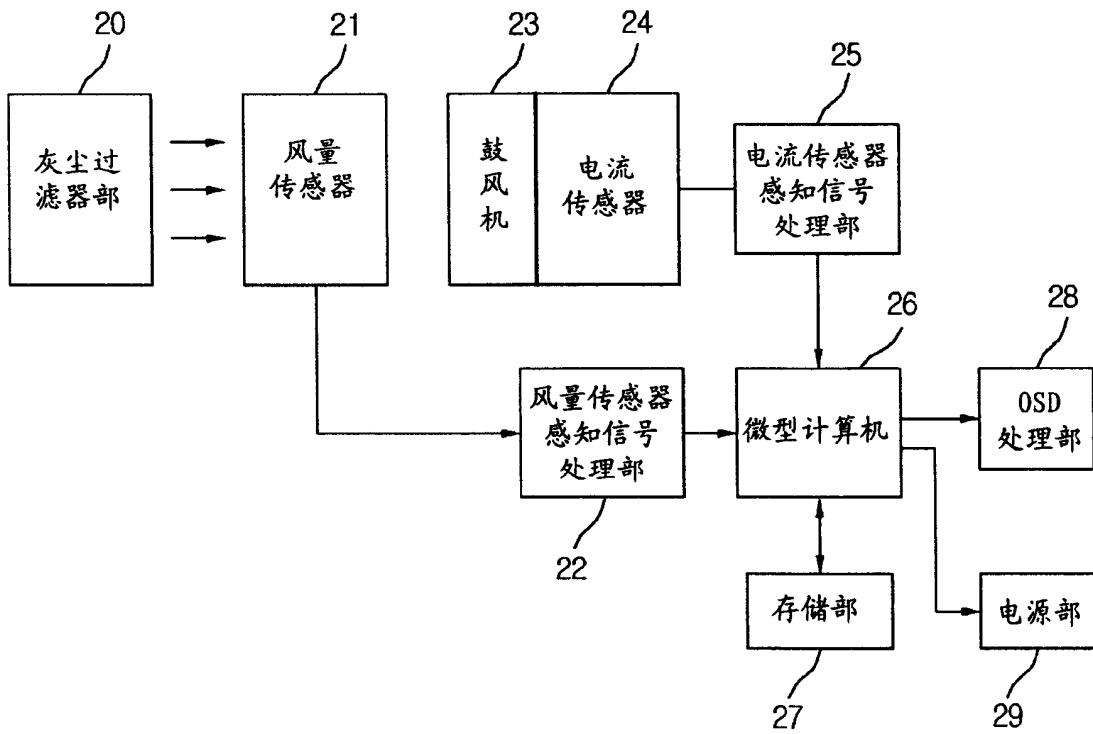 20
21
23
24
25
灰尘过
滤器部
风量
传感器
鼓
风
机
电流
传感器
电流传感器
感知信号
处理部
26
28
风量传感器
感知信号
处理部
微型计算机
OSD
处理部
22
存储部
电源部
27
29